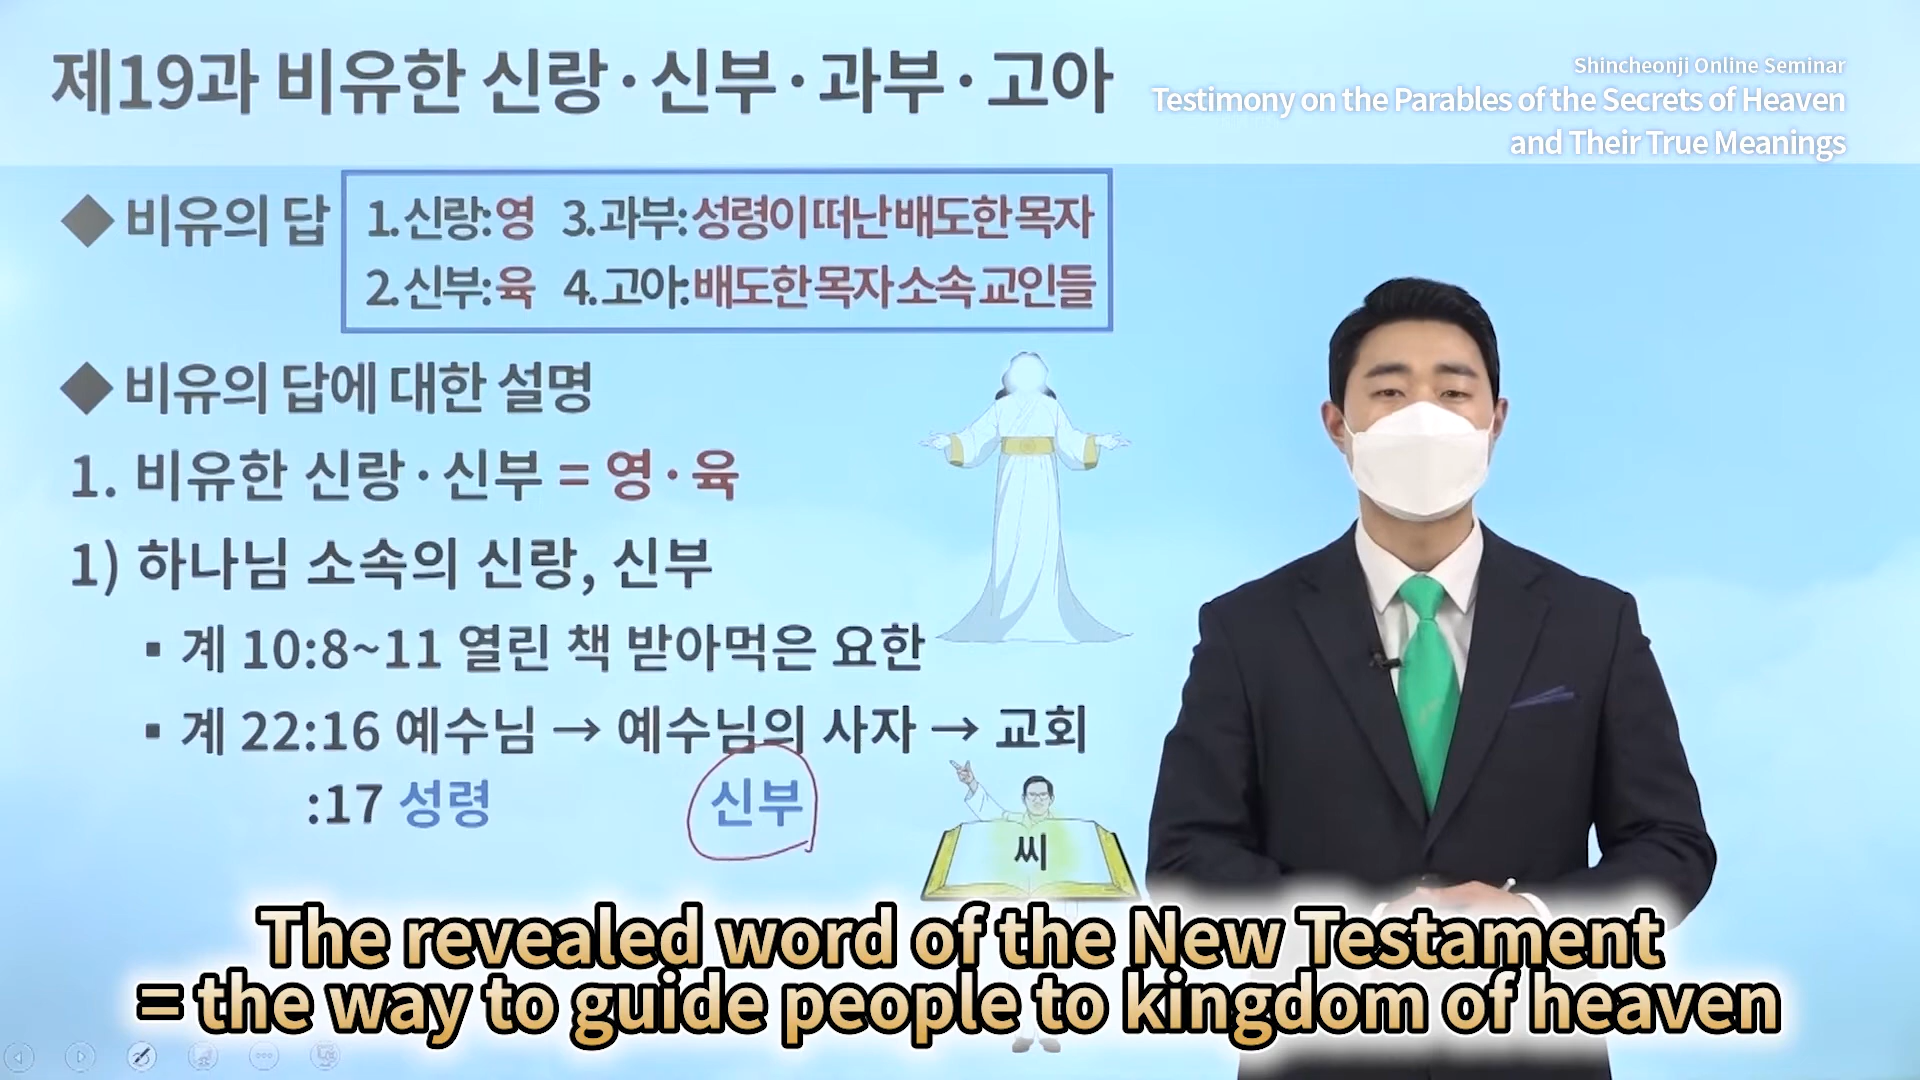 제19과 비유한 신랑·신부·과부·고아
Shincheonji Online Seminar
Testimony on the Parables of the Secrets of Heaven
and Their True Meanings
◆ 비유의 답
1. 신랑: 영 3. 과부: 성령이 떠난 배도한 목자
2. 신부: 육 4. 고아: 배도한 목자 소속 교인들
◆ 비유의 답에 대한 설명
1. 비유한 신랑·신부 = 영·육
1) 하나님 소속의 신랑, 신부
▪ 계 10:8~11 열린 책 받아먹은 요한
▪ 계 22:16 예수님 → 예수님의 사자 → 교회
:17 성령 신부
씨
The revealed word of the New Testament
= the way to guide people to kingdom of heaven